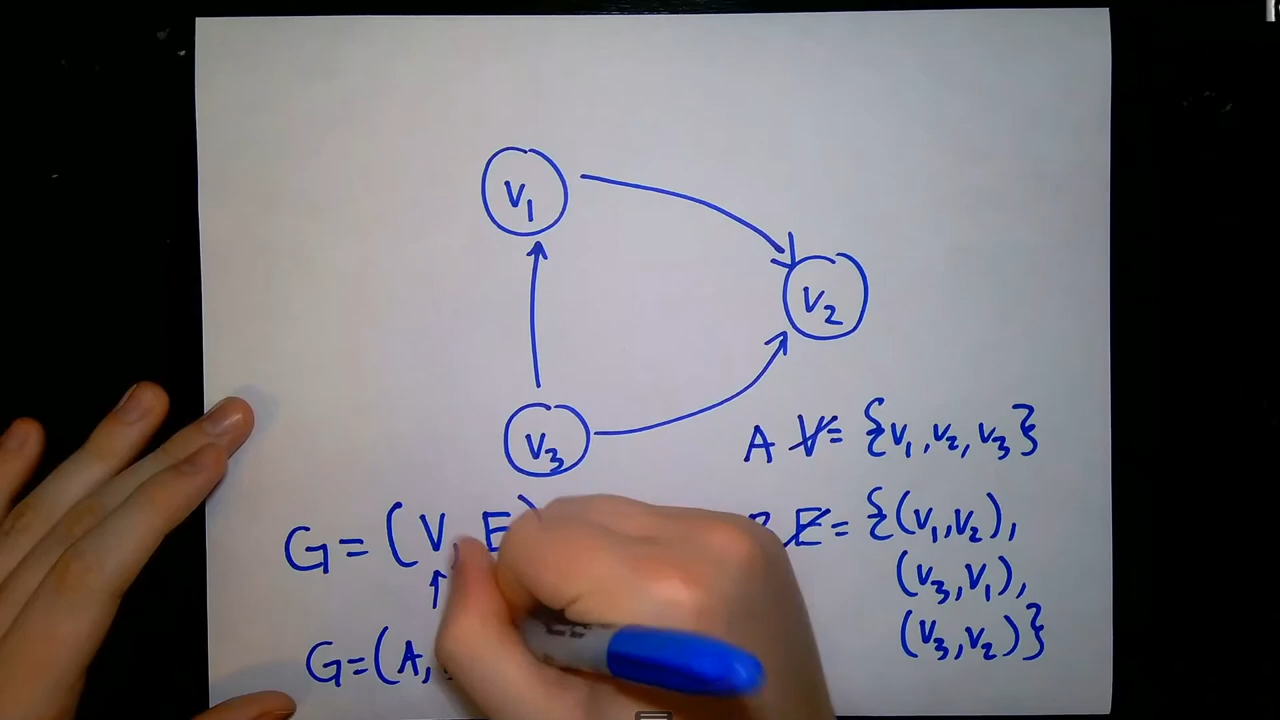 v₁
v₂
v₃
A V = {v₁, v₂, v₃}
G = (V, E)
E = {(v₁, v₂),
(v₃, v₁),
(v₃, v₂)}
G = (A,